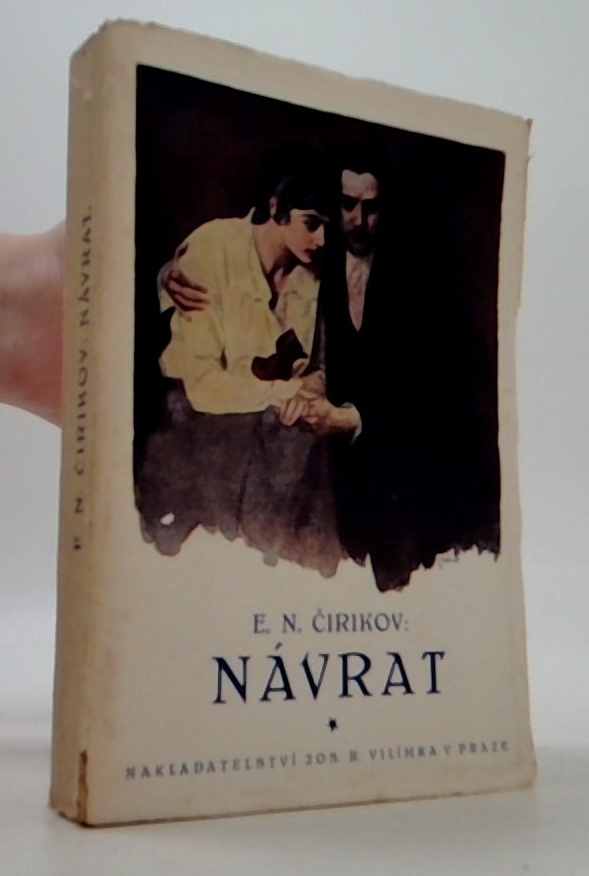 E. N. ČIRIKOV: NÁVRAT.
E. N. ČIRIKOV:
NÁVRAT
NAKLADATELSTVÍ JOS. R. VILÍMKA V PRAZE